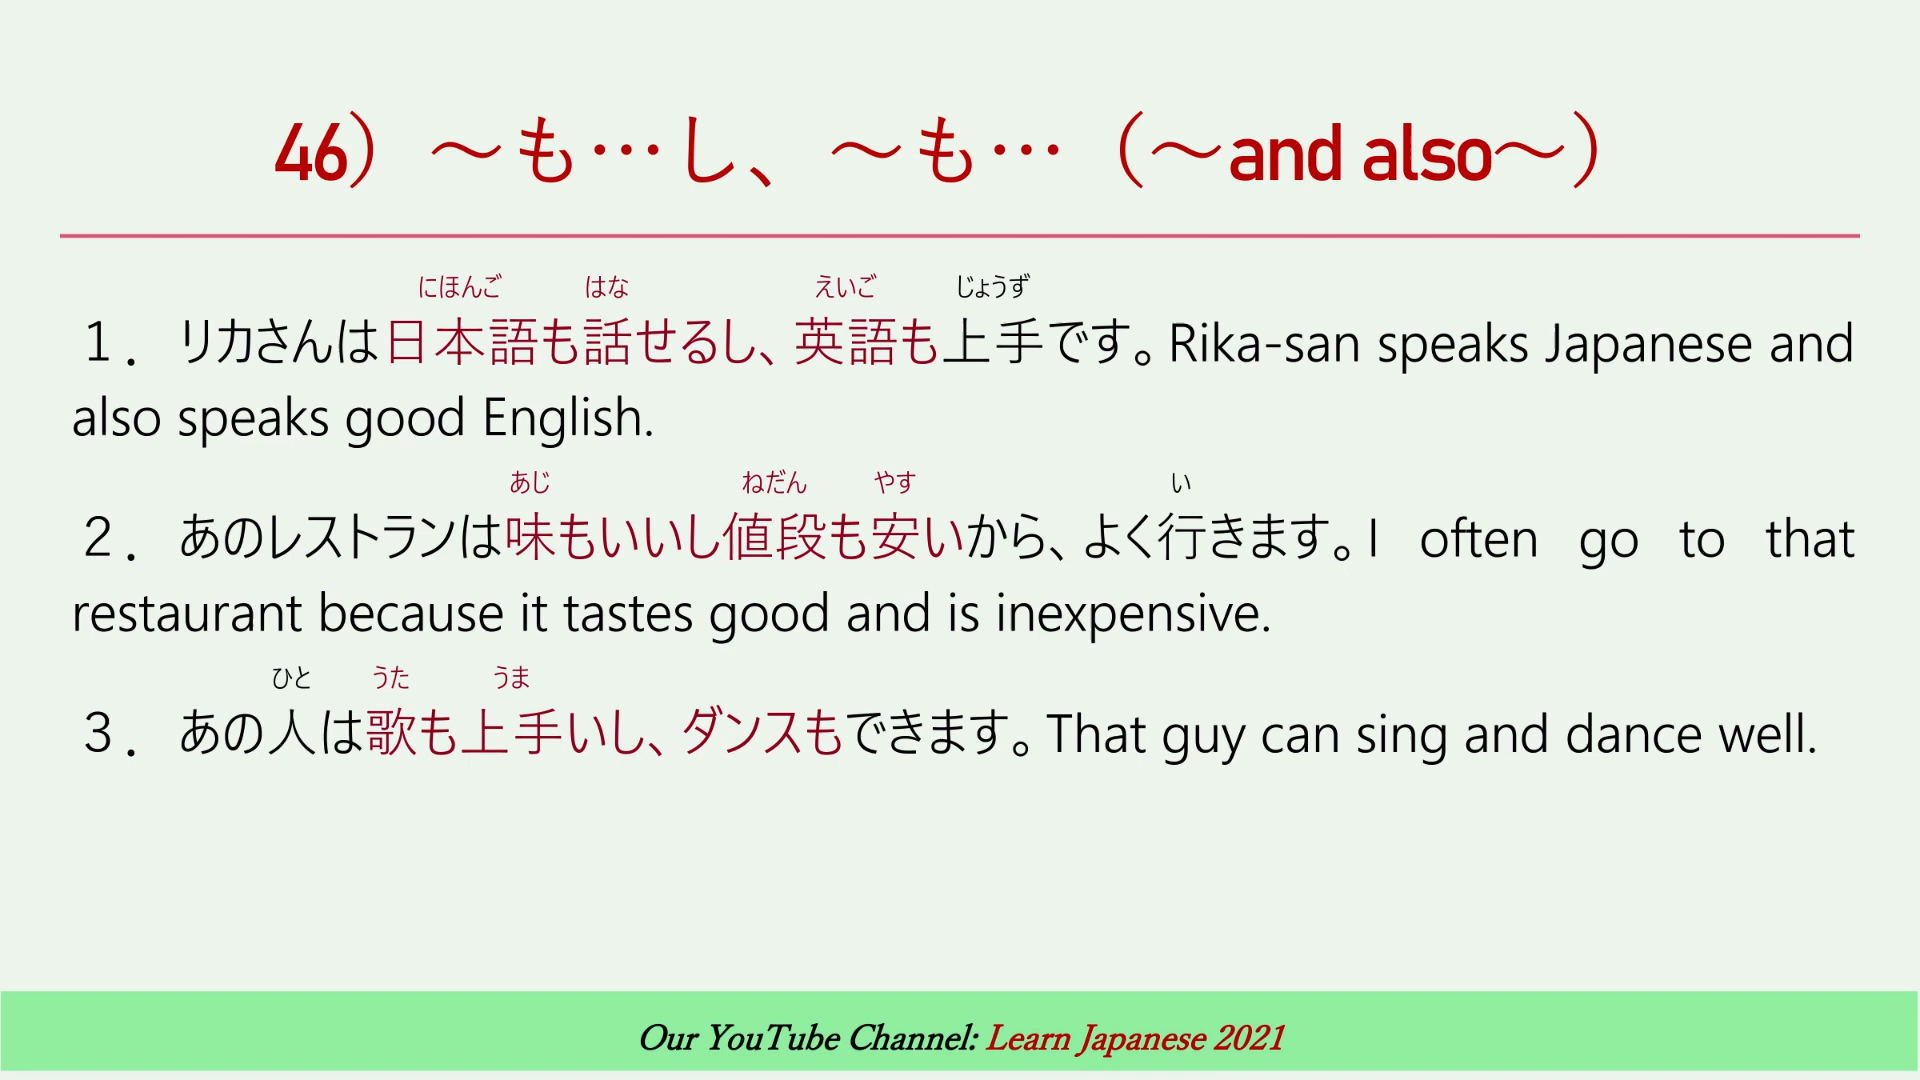 46）～も…し、～も…（～and also～）
にほんご はな えいご じょうず
１．リカさんは日本語も話せるし、英語も上手です。Rika-san speaks Japanese and
also speaks good English.
あじ ねだん やす い
２．あのレストランは味もいいし値段も安いから、よく行きます。I often go to that
restaurant because it tastes good and is inexpensive.
ひと うた うま
３．あの人は歌も上手いし、ダンスもできます。That guy can sing and dance well.
Our YouTube Channel: Learn Japanese 2021